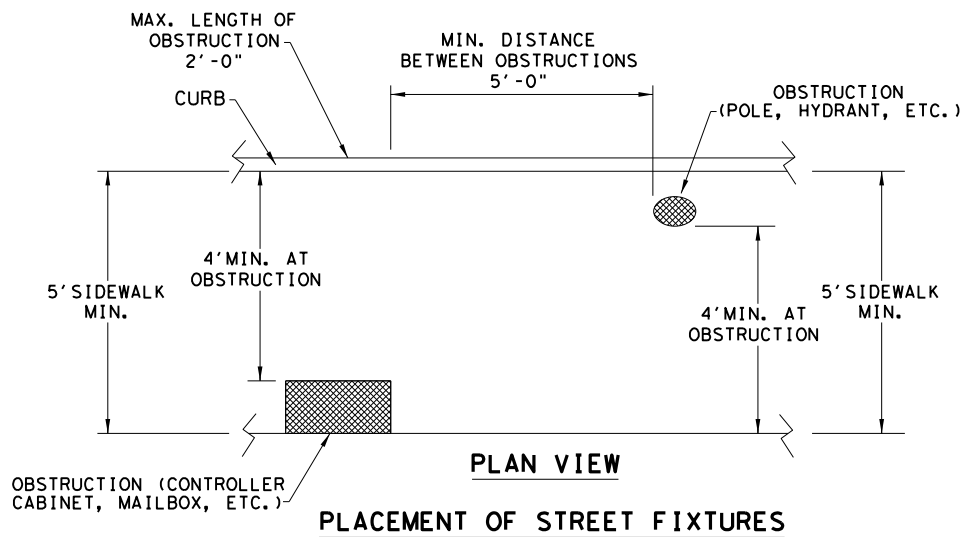 MAX. LENGTH OF
OBSTRUCTION
2'-0"
CURB
MIN. DISTANCE
BETWEEN OBSTRUCTIONS
5'-0"
OBSTRUCTION
(POLE, HYDRANT, ETC.)
5'SIDEWALK
MIN.
4'MIN. AT
OBSTRUCTION
4'MIN. AT
OBSTRUCTION
5'SIDEWALK
MIN.
OBSTRUCTION (CONTROLLER
CABINET, MAILBOX, ETC.)
PLAN VIEW
PLACEMENT OF STREET FIXTURES